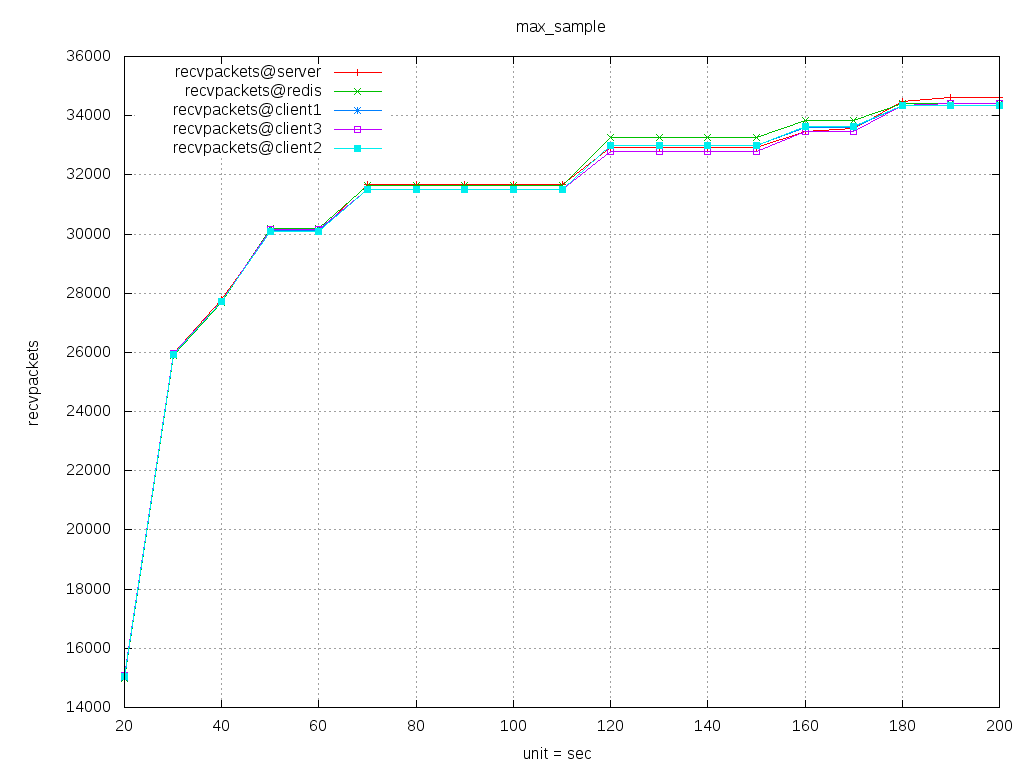 max_sample
36000
34000
32000
30000
28000
26000
24000
22000
20000
18000
16000
14000
recvpackets@server
recvpackets@redis
recvpackets@client1
recvpackets@client3
recvpackets@client2
recvpackets
20 40 60 80 100 120 140 160 180 200
unit = sec